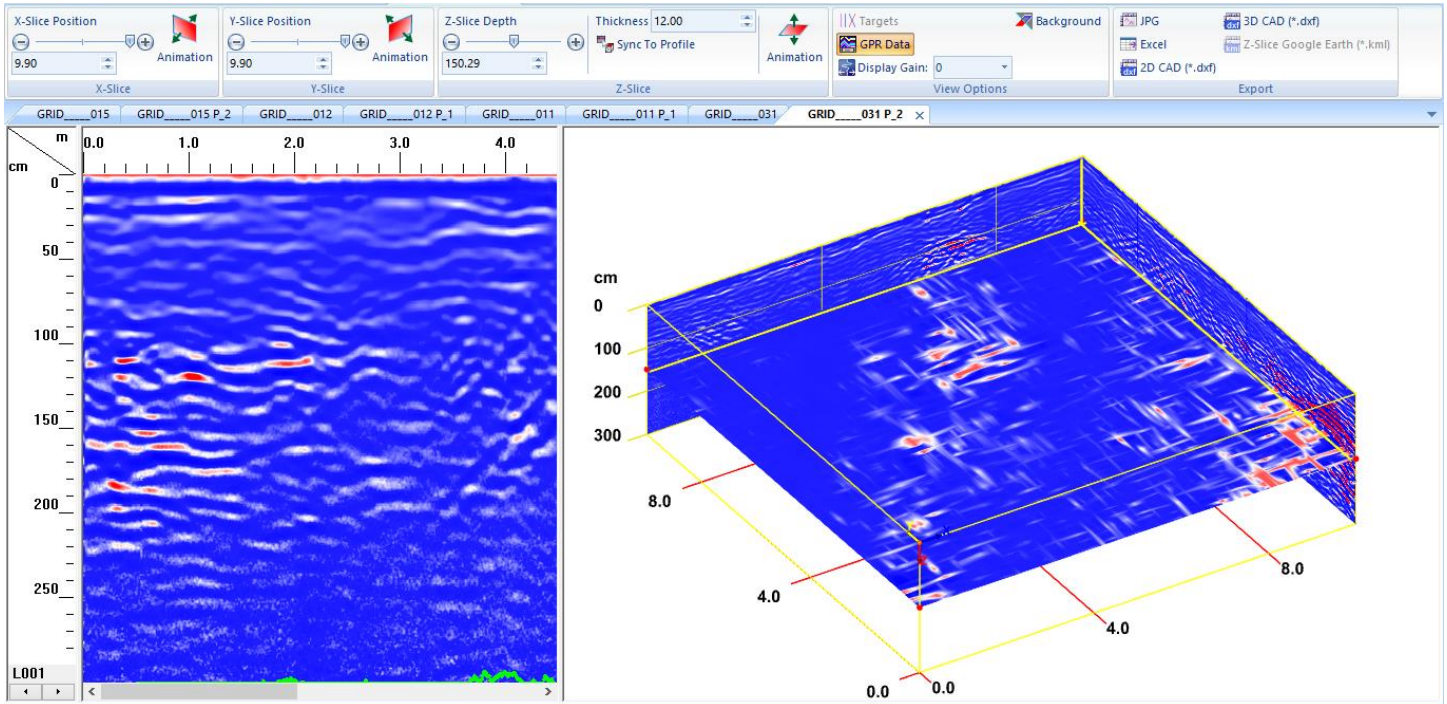 X-Slice Position
9.90
Animation
X-Slice
Y-Slice Position
9.90
Animation
Y-Slice
Z-Slice Depth
150.29
Thickness 12.00
Sync To Profile
Animation
Z-Slice
Targets
GPR Data
Display Gain: 0
Background
View Options
JPG
Excel
2D CAD (*.dxf)
3D CAD (*.dxf)
Z-Slice Google Earth (*.kml)
Export
GRID____015 GRID____015 P_2 GRID____012 GRID____012 P_1 GRID____011 GRID____011 P_1 GRID____031 GRID____031 P_2
m
cm
0.0 1.0 2.0 3.0 4.0
0
50
100
150
200
250
L001
cm
0
100
200
300
8.0
4.0
0.0
0.0
4.0
8.0
X